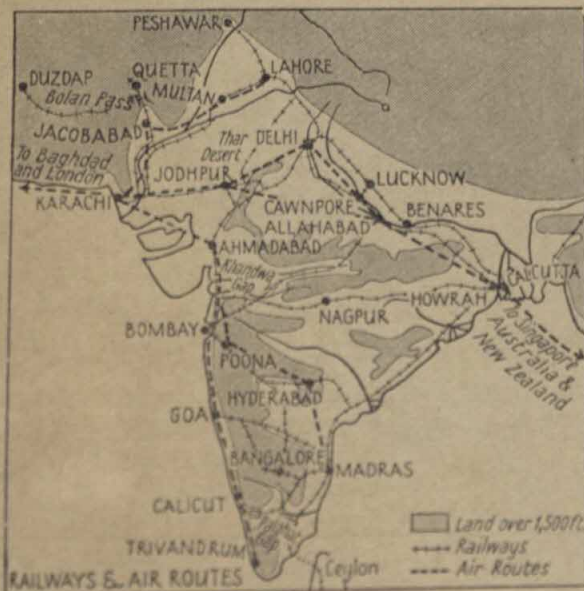 PESHAWAR
DUZDAP
QUETTA
LAHORE
Bolan Pass
MULTAN
JACOBABAD
Thar
Desert
DELHI
To Baghdad
and London
JODHPUR
LUCKNOW
KARACHI
CAWNPORE
BENARES
ALLAHABAD
AHMADABAD
Khandwa
Gap
CALCUTTA
HOWRAH
NAGPUR
To Singapore
Australia &
New Zealand
BOMBAY
POONA
HYDERABAD
GOA
BANGALORE
MADRAS
CALICUT
Land over 1,500ft.
Railways
TRIVANDRUM
Ceylon
Air Routes
RAILWAYS & AIR ROUTES